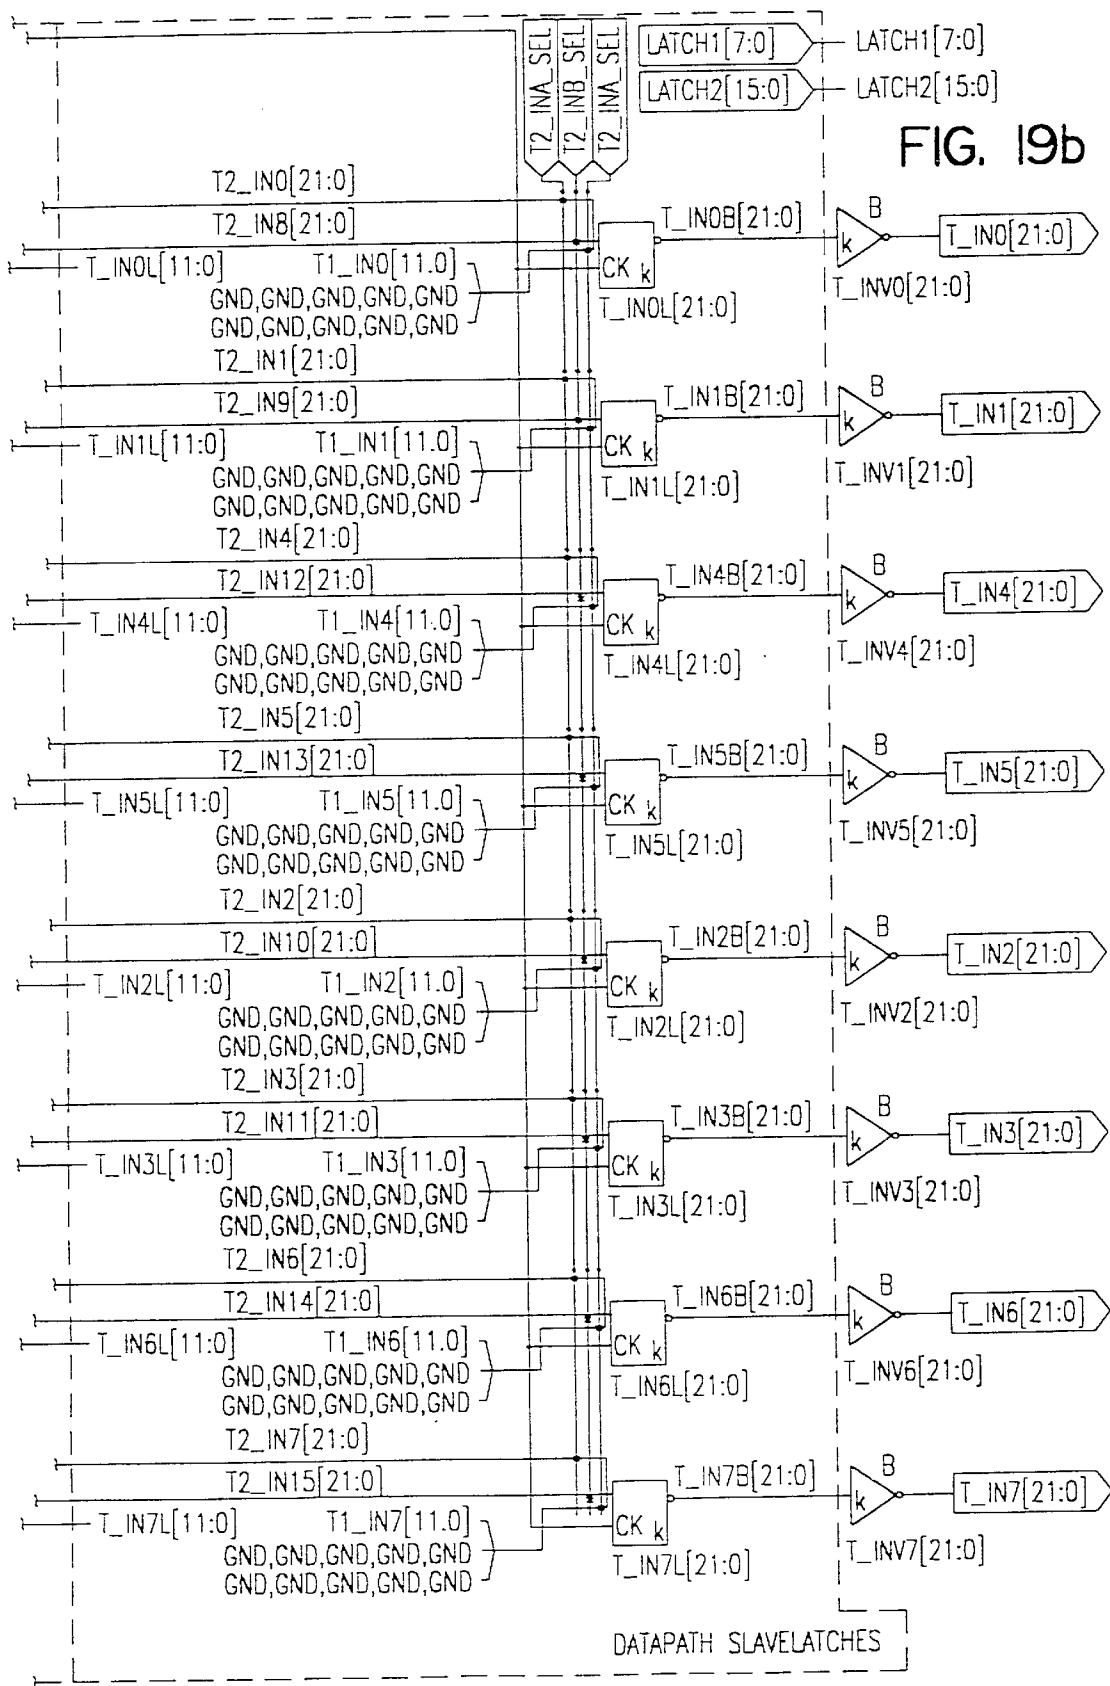 T2_INA_SEL
T2_INB_SEL
T2_INA_SEL
LATCH1[7:0] LATCH1[7:0]
LATCH2[15:0] LATCH2[15:0]
FIG. 19b
T2_IN0[21:0]
T2_IN8[21:0] T_IN0B[21:0] B T_IN0[21:0]
k
T_IN0L[11:0] T1_IN0[11.0] CK k T_INV0[21:0]
GND,GND,GND,GND,GND T_IN0L[21:0]
GND,GND,GND,GND,GND
T2_IN1[21:0]
T2_IN9[21:0] T_IN1B[21:0] B T_IN1[21:0]
k
T_IN1L[11:0] T1_IN1[11.0] CK k T_INV1[21:0]
GND,GND,GND,GND,GND T_IN1L[21:0]
GND,GND,GND,GND,GND
T2_IN4[21:0]
T2_IN12[21:0] T_IN4B[21:0] B T_IN4[21:0]
k
T_IN4L[11:0] T1_IN4[11.0] CK k T_INV4[21:0]
GND,GND,GND,GND,GND T_IN4L[21:0]
GND,GND,GND,GND,GND
T2_IN5[21:0]
T2_IN13[21:0] T_IN5B[21:0] B T_IN5[21:0]
k
T_IN5L[11:0] T1_IN5[11.0] CK k T_INV5[21:0]
GND,GND,GND,GND,GND T_IN5L[21:0]
GND,GND,GND,GND,GND
T2_IN2[21:0]
T2_IN10[21:0] T_IN2B[21:0] B T_IN2[21:0]
k
T_IN2L[11:0] T1_IN2[11.0] CK k T_INV2[21:0]
GND,GND,GND,GND,GND T_IN2L[21:0]
GND,GND,GND,GND,GND
T2_IN3[21:0]
T2_IN11[21:0] T_IN3B[21:0] B T_IN3[21:0]
k
T_IN3L[11:0] T1_IN3[11.0] CK k T_INV3[21:0]
GND,GND,GND,GND,GND T_IN3L[21:0]
GND,GND,GND,GND,GND
T2_IN6[21:0]
T2_IN14[21:0] T_IN6B[21:0] B T_IN6[21:0]
k
T_IN6L[11:0] T1_IN6[11.0] CK k T_INV6[21:0]
GND,GND,GND,GND,GND T_IN6L[21:0]
GND,GND,GND,GND,GND
T2_IN7[21:0]
T2_IN15[21:0] T_IN7B[21:0] B T_IN7[21:0]
k
T_IN7L[11:0] T1_IN7[11.0] CK k T_INV7[21:0]
GND,GND,GND,GND,GND T_IN7L[21:0]
GND,GND,GND,GND,GND
DATAPATH SLAVELATCHES